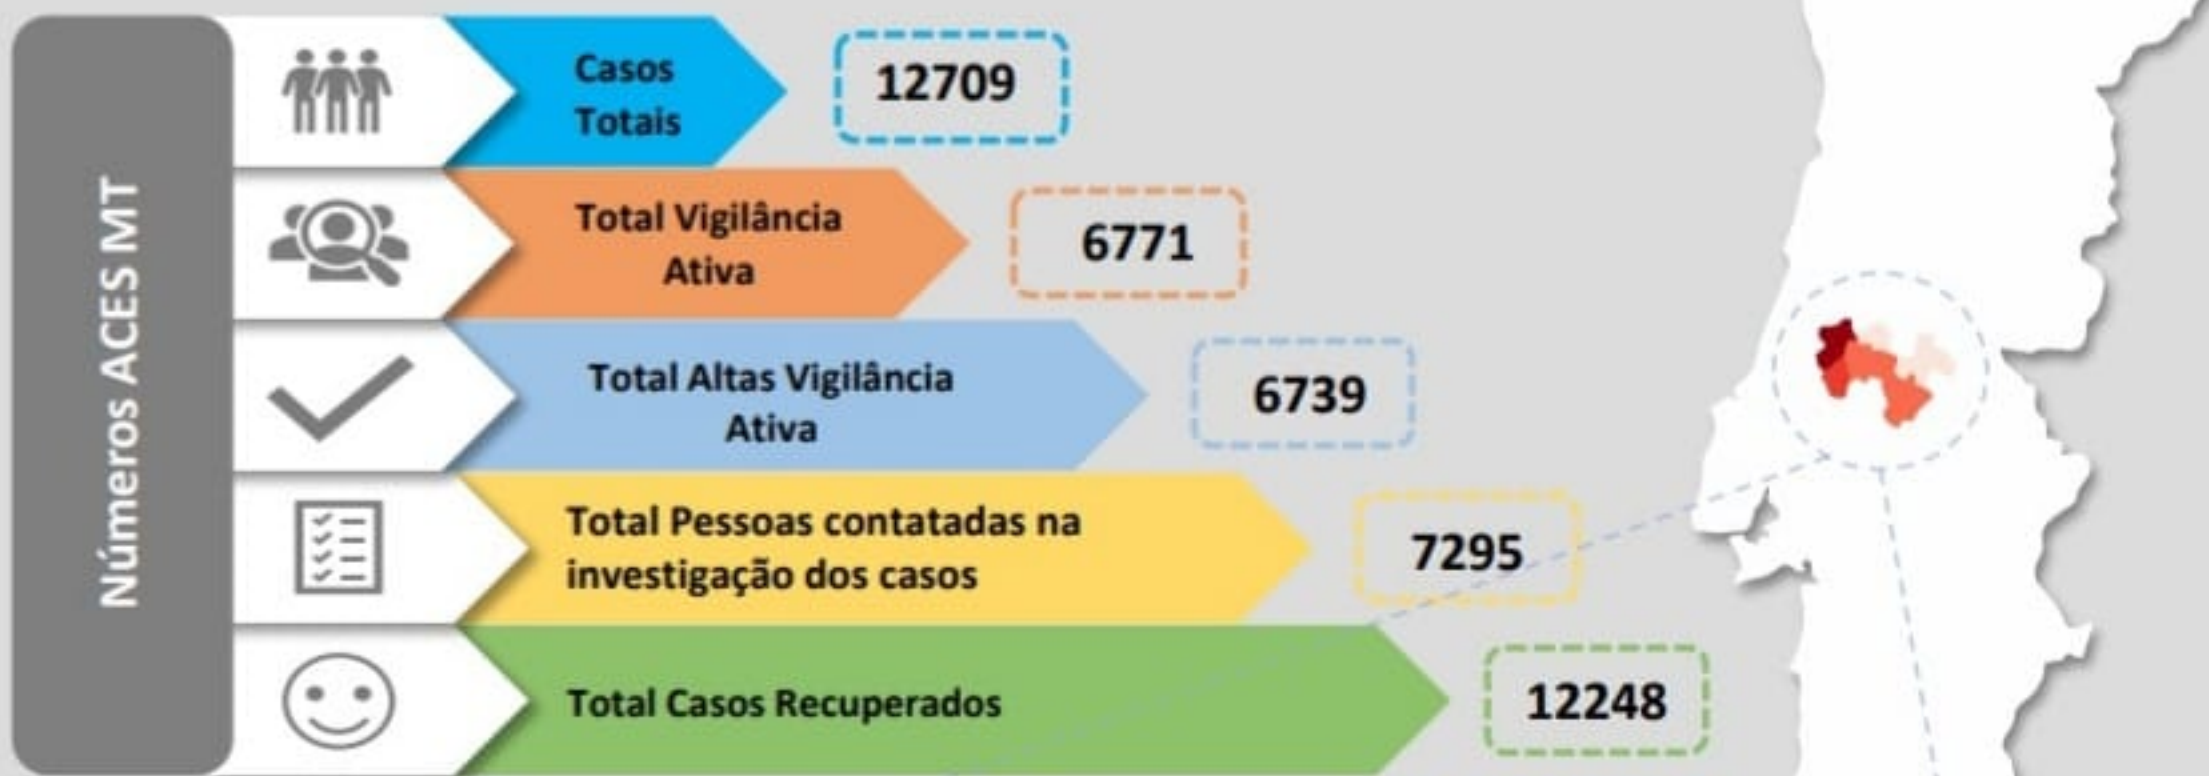 Números ACES MT
Casos
Totais
12709
Total Vigilância
Ativa
6771
Total Altas Vigilância
Ativa
6739
Total Pessoas contatadas na
investigação dos casos
7295
Total Casos Recuperados
12248